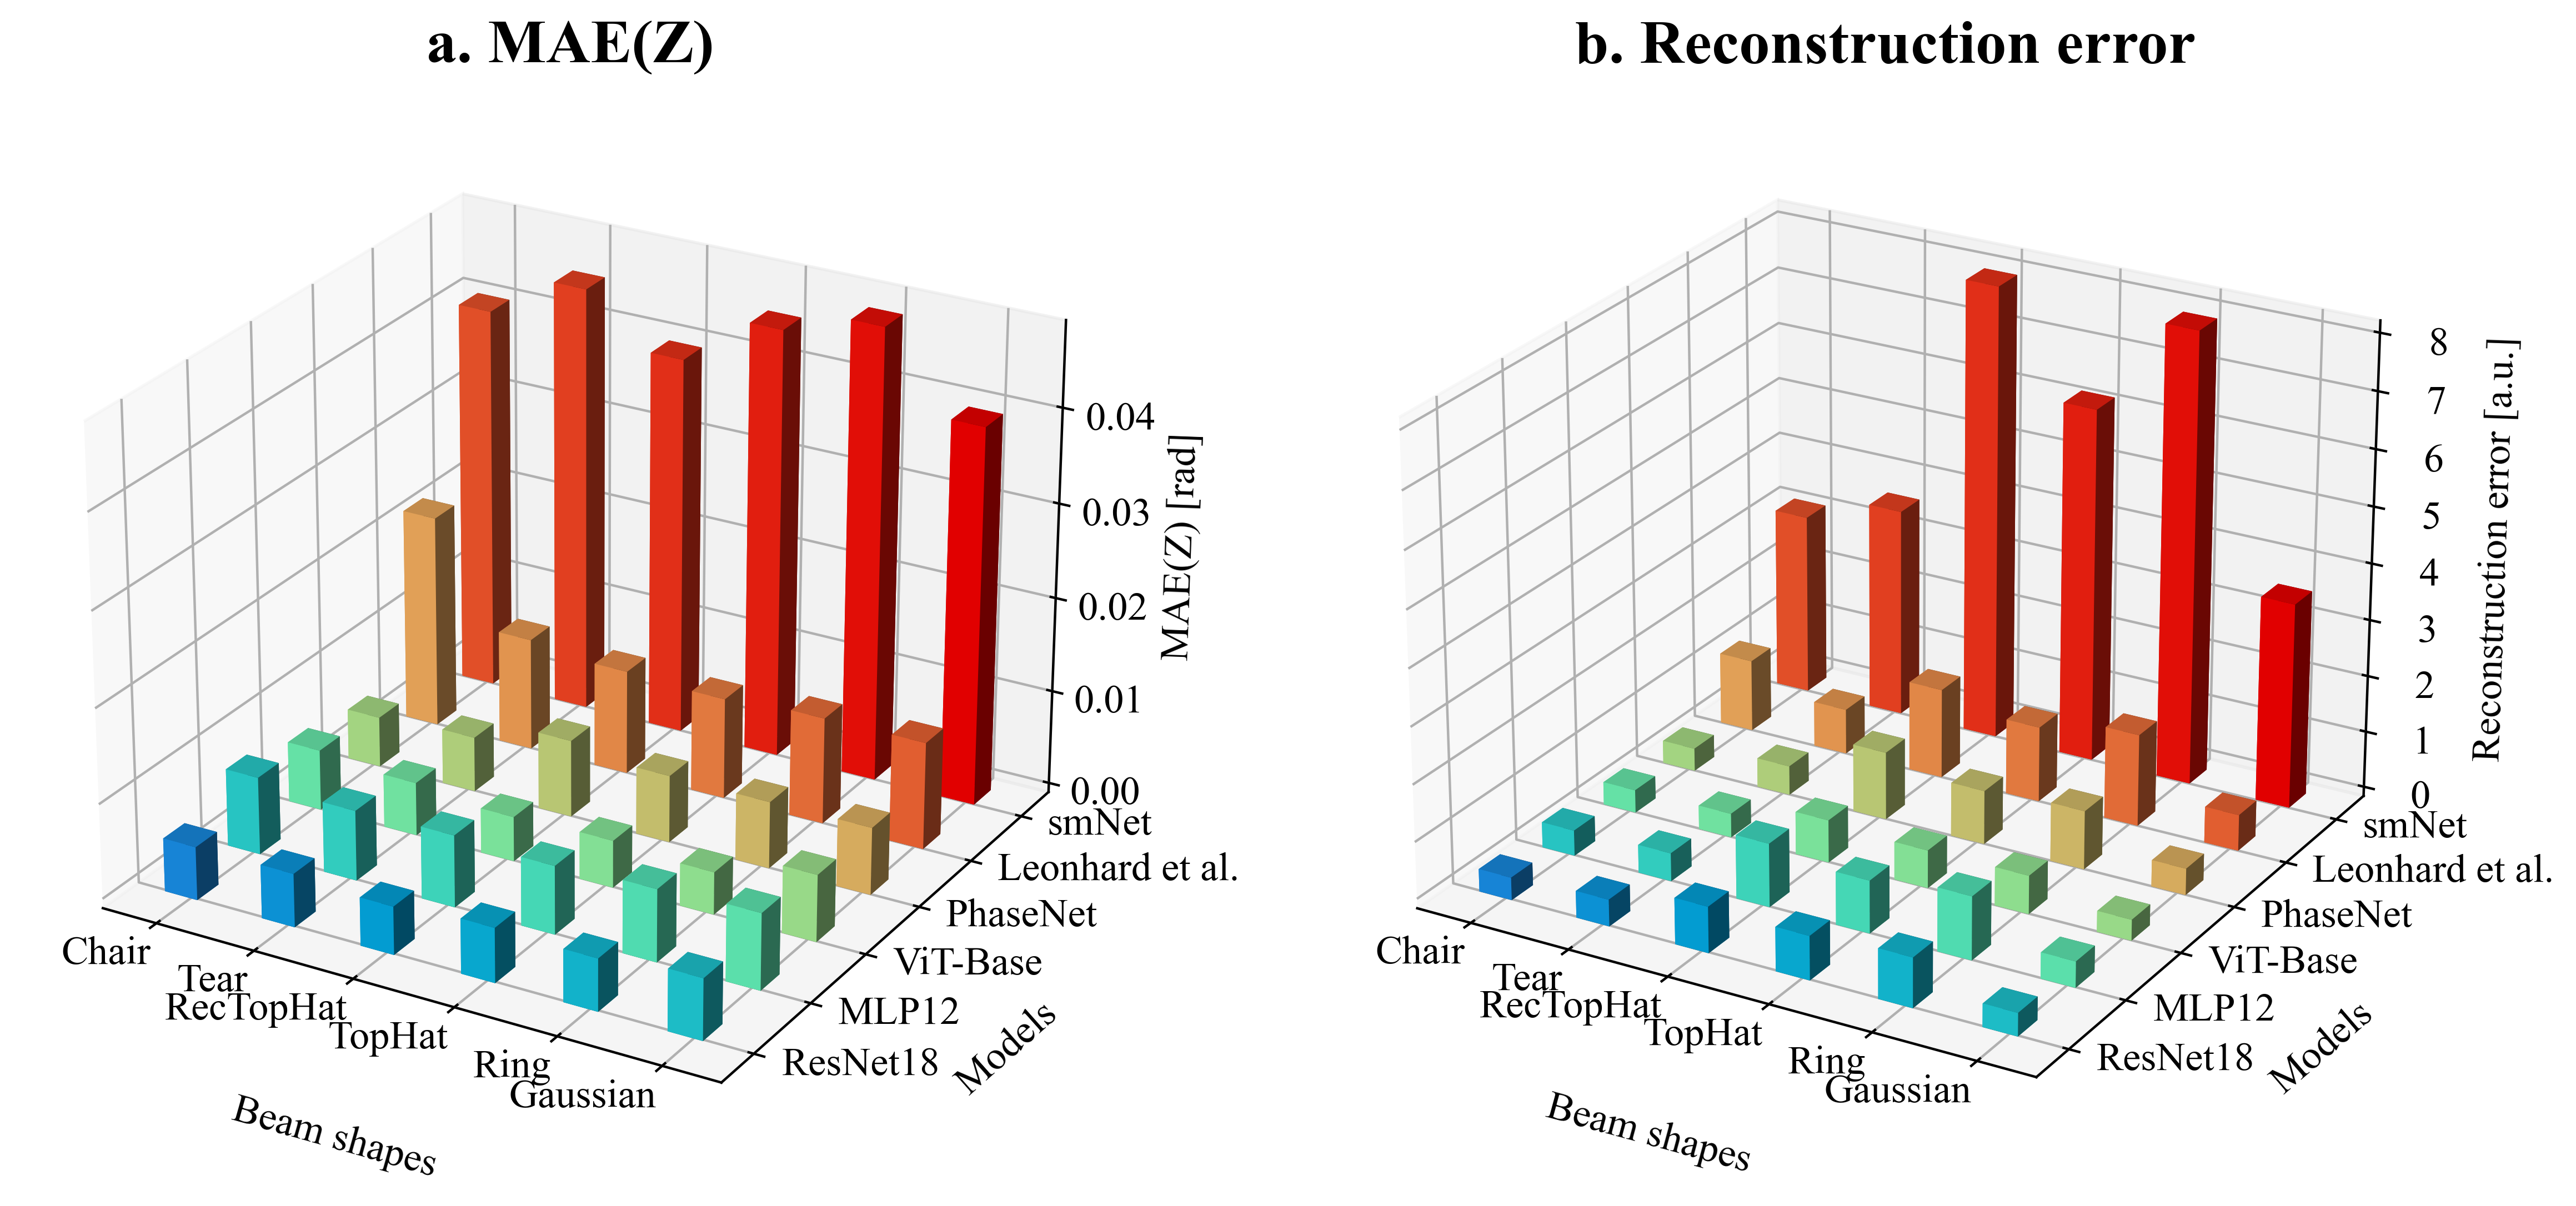 a. MAE(Z)
0.04
0.03
0.02
0.01
0.00
MAE(Z) [rad]
smNet
Leonhard et al.
PhaseNet
ViT-Base
MLP12
ResNet18
Models
Chair
Tear
RecTopHat
TopHat
Ring
Gaussian
Beam shapes
b. Reconstruction error
8
7
6
5
4
3
2
1
0
Reconstruction error [a.u.]
smNet
Leonhard et al.
PhaseNet
ViT-Base
MLP12
ResNet18
Models
Chair
Tear
RecTopHat
TopHat
Ring
Gaussian
Beam shapes